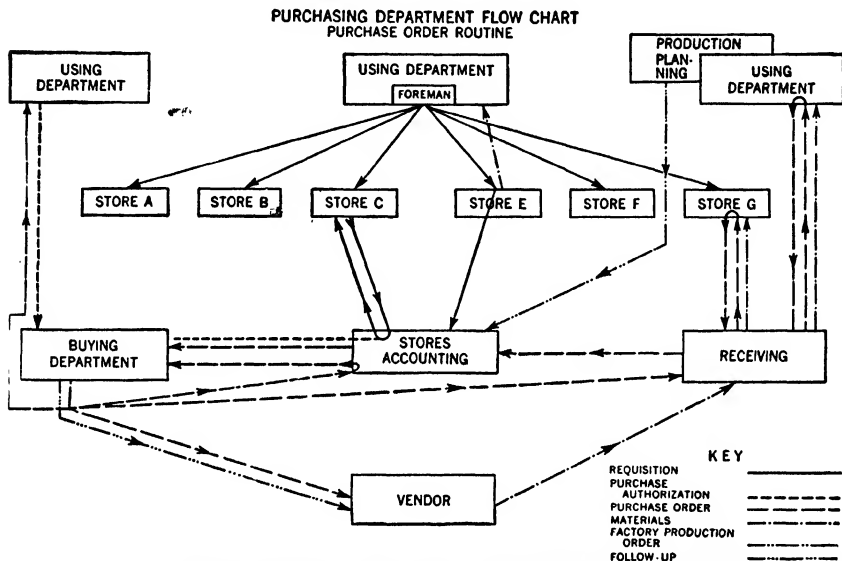 PURCHASING DEPARTMENT FLOW CHART
PURCHASE ORDER ROUTINE
USING
DEPARTMENT
USING DEPARTMENT
FOREMAN
PRODUCTION
PLAN-
NING
USING
DEPARTMENT
STORE A
STORE B
STORE C
STORE E
STORE F
STORE G
BUYING
DEPARTMENT
STORES
ACCOUNTING
RECEIVING
VENDOR
KEY
REQUISITION
PURCHASE
AUTHORIZATION
PURCHASE ORDER
MATERIALS
FACTORY PRODUCTION
ORDER
FOLLOW-UP